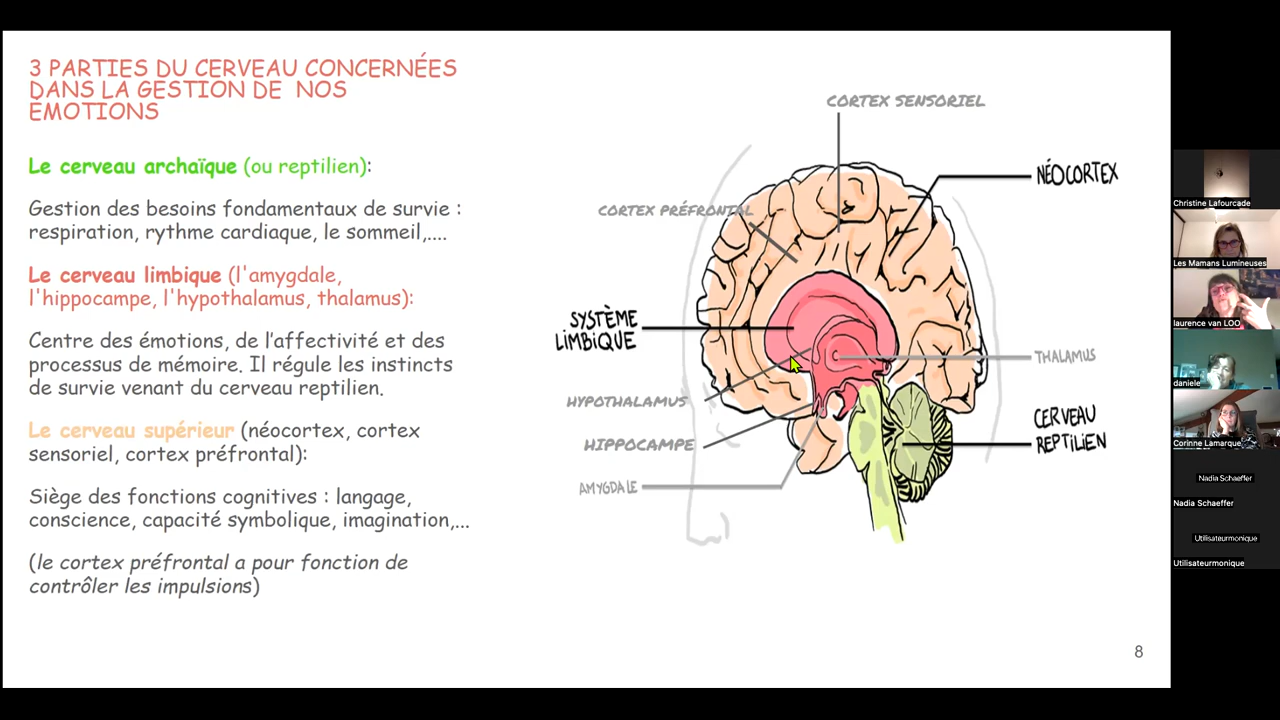 3 PARTIES DU CERVEAU CONCERNÉES
DANS LA GESTION DE NOS
ÉMOTIONS
Le cerveau archaïque (ou reptilien):
Gestion des besoins fondamentaux de survie :
respiration, rythme cardiaque, le sommeil,....
Le cerveau limbique (l'amygdale,
l'hippocampe, l'hypothalamus, thalamus):
Centre des émotions, de l'affectivité et des
processus de mémoire. Il régule les instincts
de survie venant du cerveau reptilien.
Le cerveau supérieur (néocortex, cortex
sensoriel, cortex préfrontal):
Siège des fonctions cognitives : langage,
conscience, capacité symbolique, imagination,...
(le cortex préfrontal a pour fonction de
contrôler les impulsions)
CORTEX SENSORIEL
NÉOCORTEX
CORTEX PRÉFRONTAL
SYSTÈME
LIMBIQUE
THALAMUS
HYPOTHALAMUS
CERVEAU
REPTILIEN
HIPPOCAMPE
AMYGDALE
8
Christine Lafourcade
Les Mamans Lumineuses
laurence van LOO
daniele
Corinne Lamarque
Nadia Schaeffer
Nadia Schaeffer
Utilisateurmonique
Utilisateurmonique